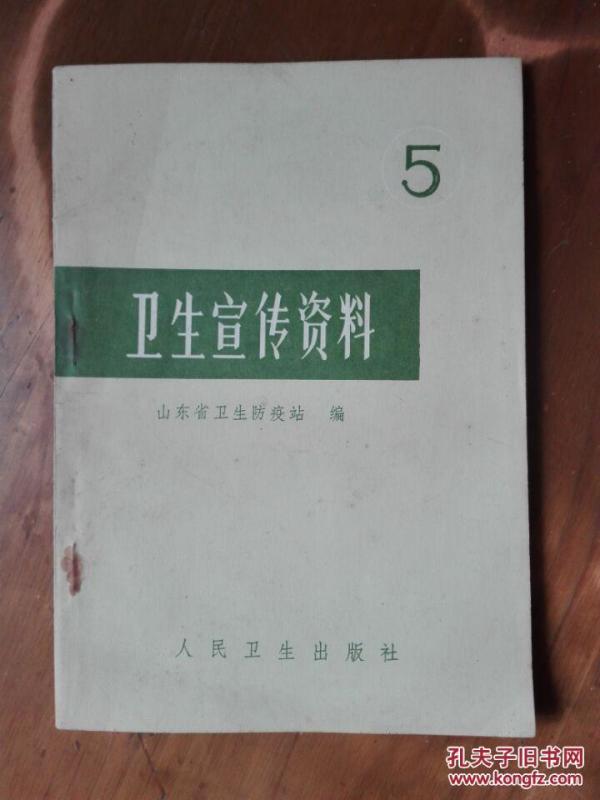 5
卫生宣传资料
山东省卫生防疫站 编
人民卫生出版社
孔夫子旧书网
www.kongfz.com